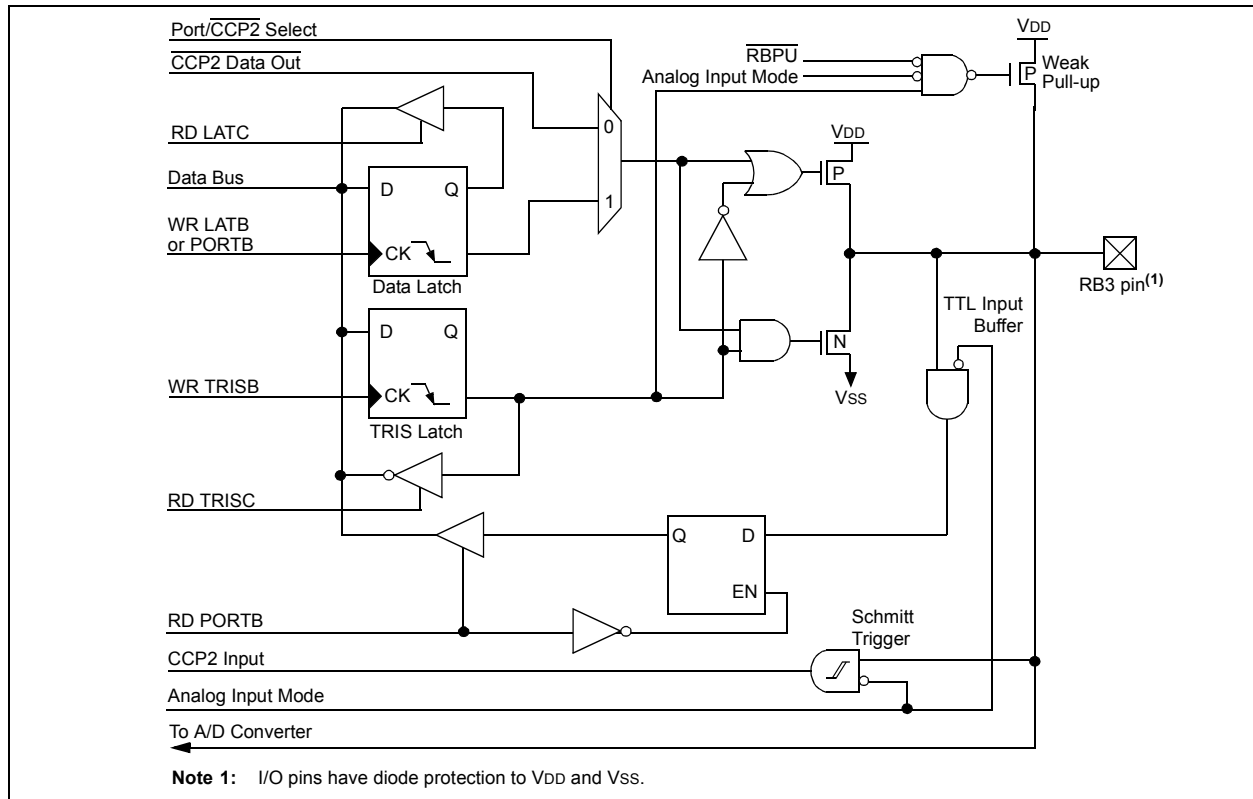 Port/CCP2 Select
CCP2 Data Out
RBPU
Analog Input Mode
VDD
P
Weak
Pull-up
RD LATC
0
1
VDD
P
Data Bus
D
Q
WR LATB
or PORTB
CK
Data Latch
RB3 pin(1)
TTL Input
Buffer
D
Q
N
WR TRISB
CK
VSS
TRIS Latch
RD TRISC
Q
D
EN
RD PORTB
Schmitt
Trigger
CCP2 Input
Analog Input Mode
To A/D Converter
Note 1: I/O pins have diode protection to VDD and VSS.